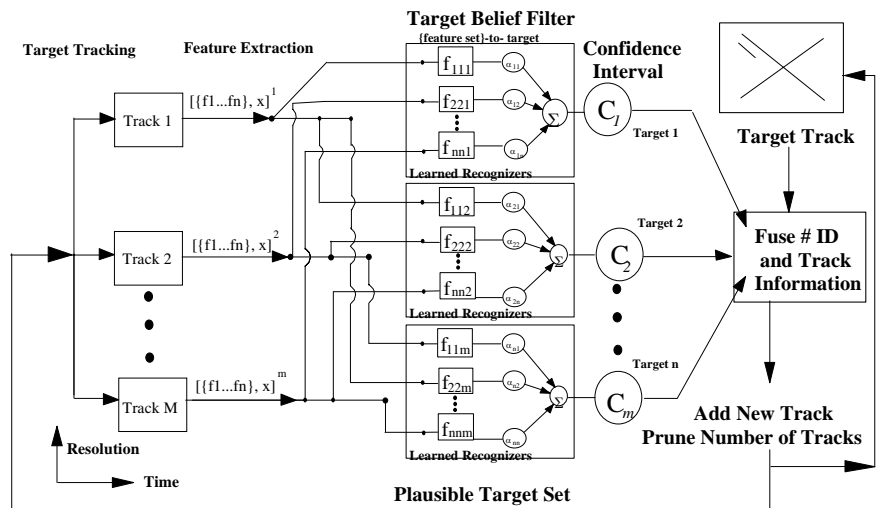 Target Belief Filter
Target Tracking
Feature Extraction
{feature set}-to- target
Confidence
Interval
Track 1
[{f1...fn}, x]^1
f111
α11
f221
α12
fnn1
α1n
Σ
C1
Target 1
Learned Recognizers
Target Track
Track 2
[{f1...fn}, x]^2
f112
α21
f222
α22
fnn2
α2n
Σ
C2
Target 2
Learned Recognizers
Fuse # ID
and Track
Information
Track M
[{f1...fn}, x]^m
f11m
αn1
f22m
αn2
fnnm
αnn
Σ
Cm
Target n
Learned Recognizers
Add New Track
Prune Number of Tracks
Resolution
Time
Plausible Target Set